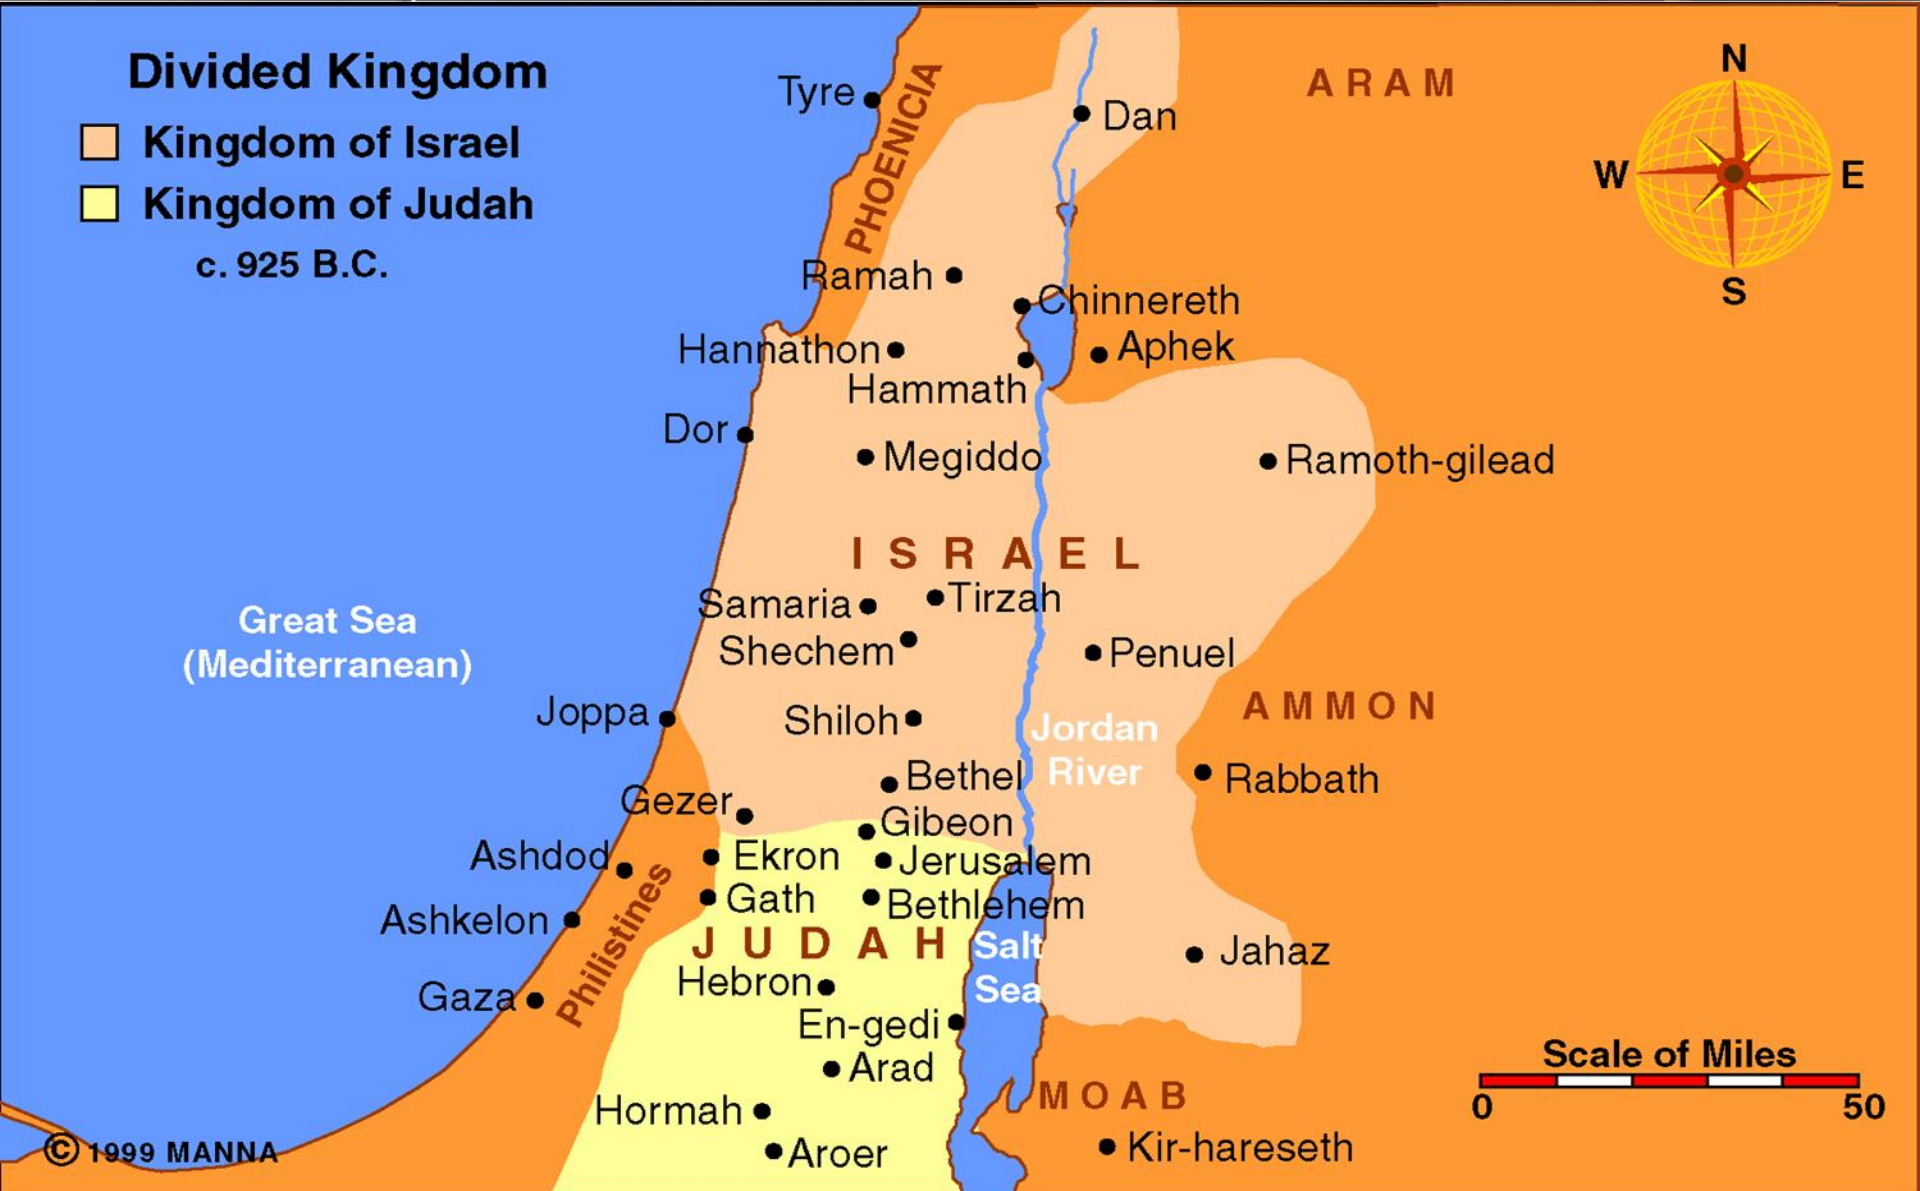 Divided Kingdom
Kingdom of Israel
Kingdom of Judah
c. 925 B.C.
N
W
E
S
ARAM
PHOENICIA
Tyre
Dan
Ramah
Chinnereth
Hannathon
Aphek
Hammath
Dor
Megiddo
Ramoth-gilead
ISRAEL
Samaria
Tirzah
Shechem
Penuel
Great Sea
(Mediterranean)
Joppa
Shiloh
Jordan
River
AMMON
Bethel
Rabbath
Gezer
Gibeon
Ashdod
Ekron
Jerusalem
Gath
Bethlehem
Ashkelon
Philistines
JUDAH
Salt
Sea
Jahaz
Hebron
Gaza
En-gedi
Arad
MOAB
Hormah
Aroer
Kir-hareseth
Scale of Miles
0
50
© 1999 MANNA